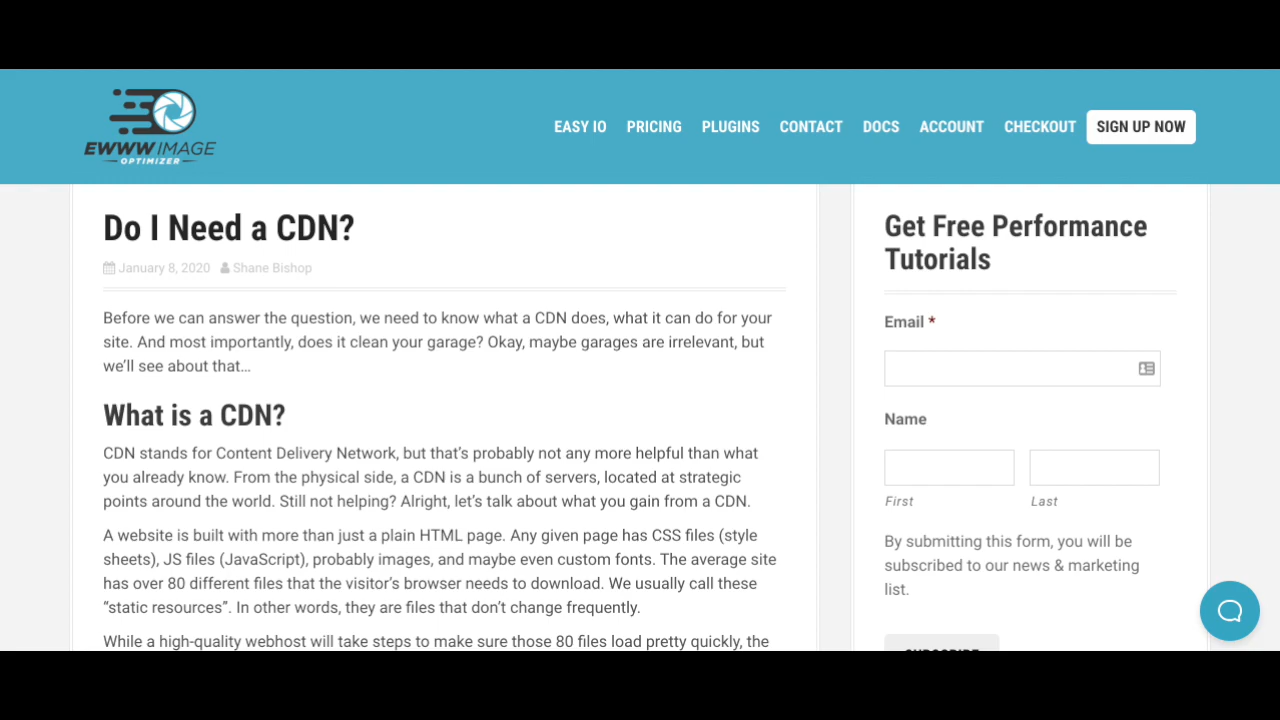 EWWW IMAGE
OPTIMIZER
EASY IO PRICING PLUGINS CONTACT DOCS ACCOUNT CHECKOUT SIGN UP NOW
Do I Need a CDN?
January 8, 2020 Shane Bishop
Before we can answer the question, we need to know what a CDN does, what it can do for your
site. And most importantly, does it clean your garage? Okay, maybe garages are irrelevant, but
we’ll see about that…
What is a CDN?
CDN stands for Content Delivery Network, but that’s probably not any more helpful than what
you already know. From the physical side, a CDN is a bunch of servers, located at strategic
points around the world. Still not helping? Alright, let’s talk about what you gain from a CDN.
A website is built with more than just a plain HTML page. Any given page has CSS files (style
sheets), JS files (JavaScript), probably images, and maybe even custom fonts. The average site
has over 80 different files that the visitor’s browser needs to download. We usually call these
“static resources”. In other words, they are files that don’t change frequently.
While a high-quality webhost will take steps to make sure those 80 files load pretty quickly, the
Get Free Performance
Tutorials
Email *
Name
First Last
By submitting this form, you will be
subscribed to our news & marketing
list.
SUBSCRIBE